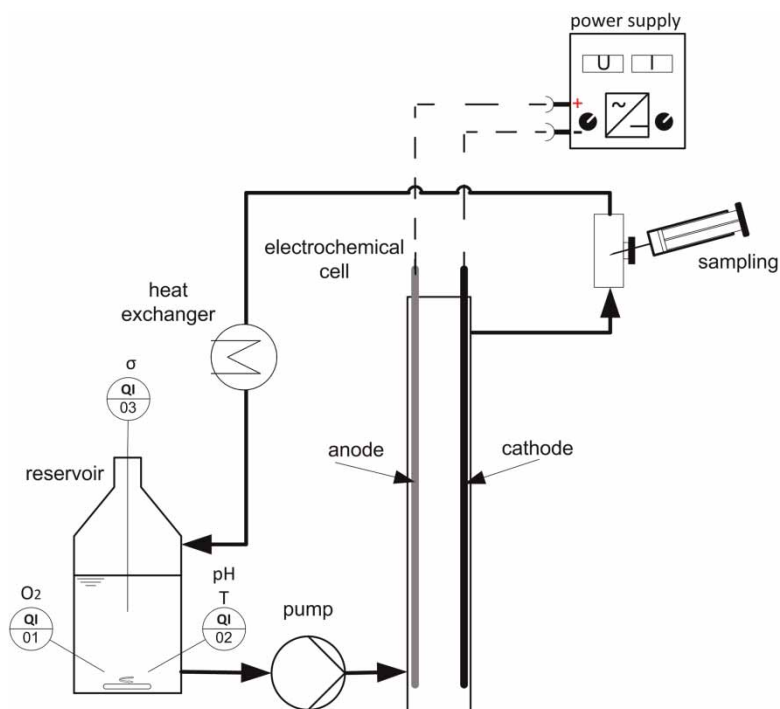 power supply
U I
+
~
-
electrochemical
cell
sampling
heat
exchanger
σ
QI
03
reservoir
anode
cathode
O2
QI
01
pH
T
QI
02
pump